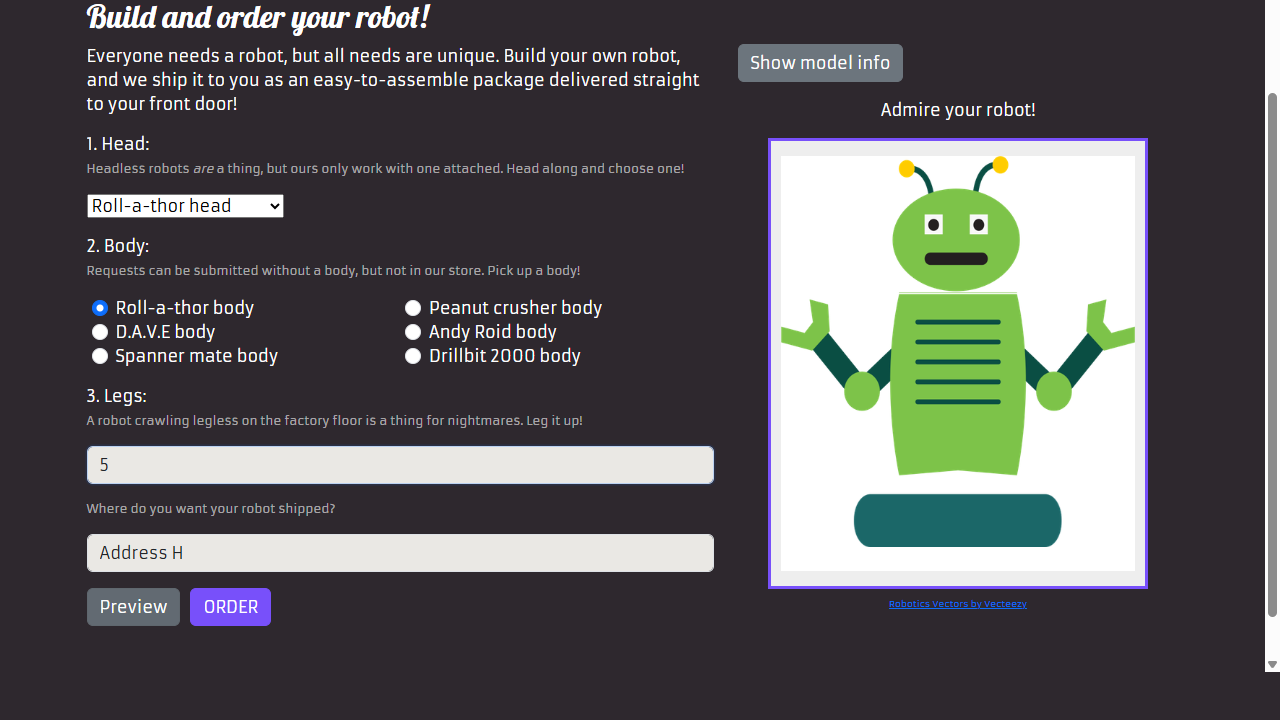 Build and order your robot!
Everyone needs a robot, but all needs are unique. Build your own robot,
and we ship it to you as an easy-to-assemble package delivered straight
to your front door!
1. Head:
Headless robots are a thing, but ours only work with one attached. Head along and choose one!
Roll-a-thor head
2. Body:
Requests can be submitted without a body, but not in our store. Pick up a body!
Roll-a-thor body
Peanut crusher body
D.A.V.E body
Andy Roid body
Spanner mate body
Drillbit 2000 body
3. Legs:
A robot crawling legless on the factory floor is a thing for nightmares. Leg it up!
5
Where do you want your robot shipped?
Address H
Preview
ORDER
Show model info
Admire your robot!
Robotics Vectors by Vecteezy